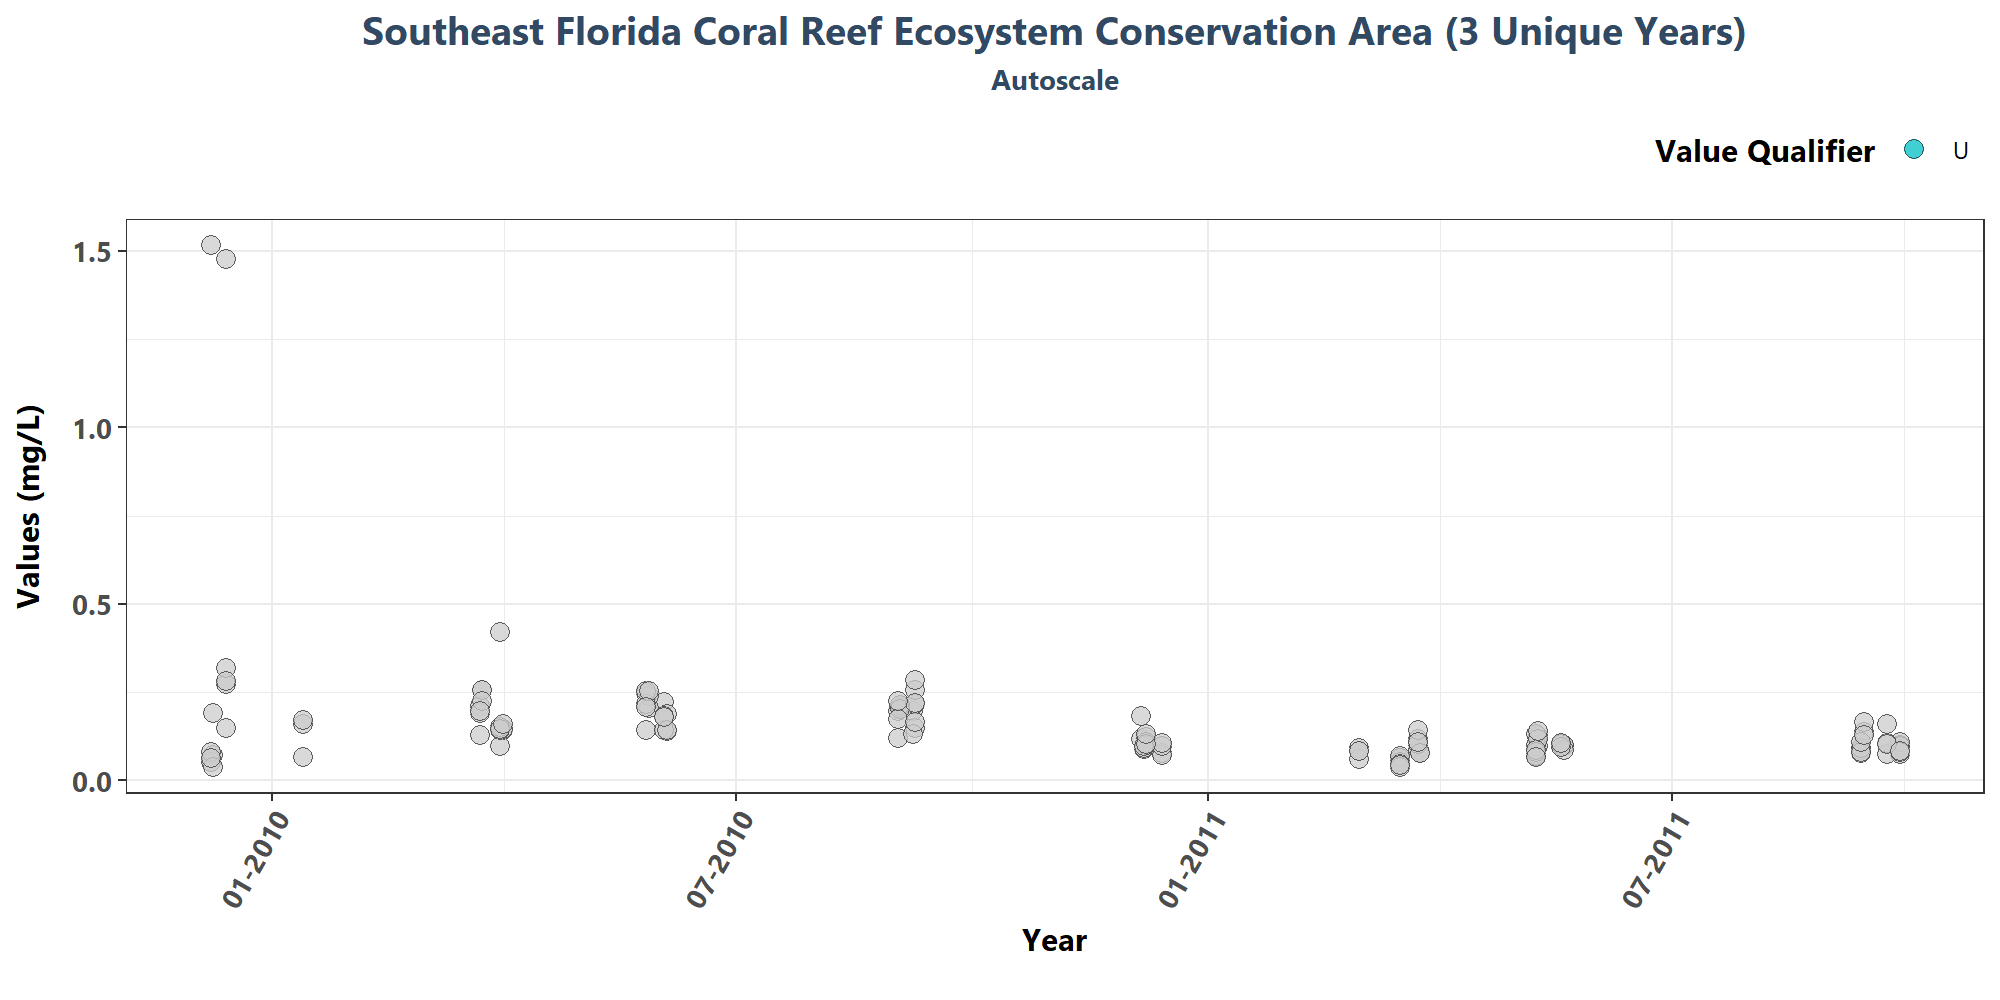 Southeast Florida Coral Reef Ecosystem Conservation Area (3 Unique Years)
Autoscale
Value Qualifier U
Values (mg/L)
1.5
1.0
0.5
0.0
01-2010
07-2010
01-2011
07-2011
Year